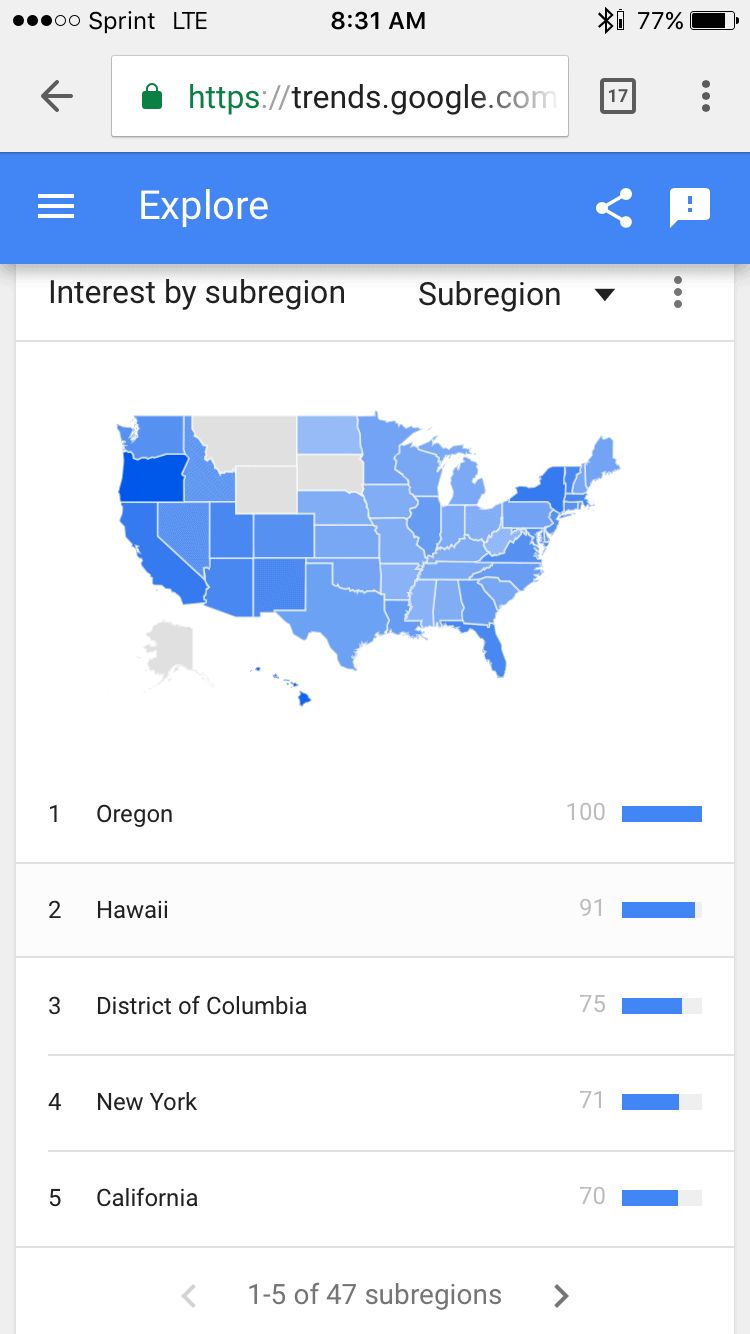 Sprint LTE 8:31 AM 77%
https://trends.google.com 17
Explore
Interest by subregion Subregion
1 Oregon 100
2 Hawaii 91
3 District of Columbia 75
4 New York 71
5 California 70
1-5 of 47 subregions